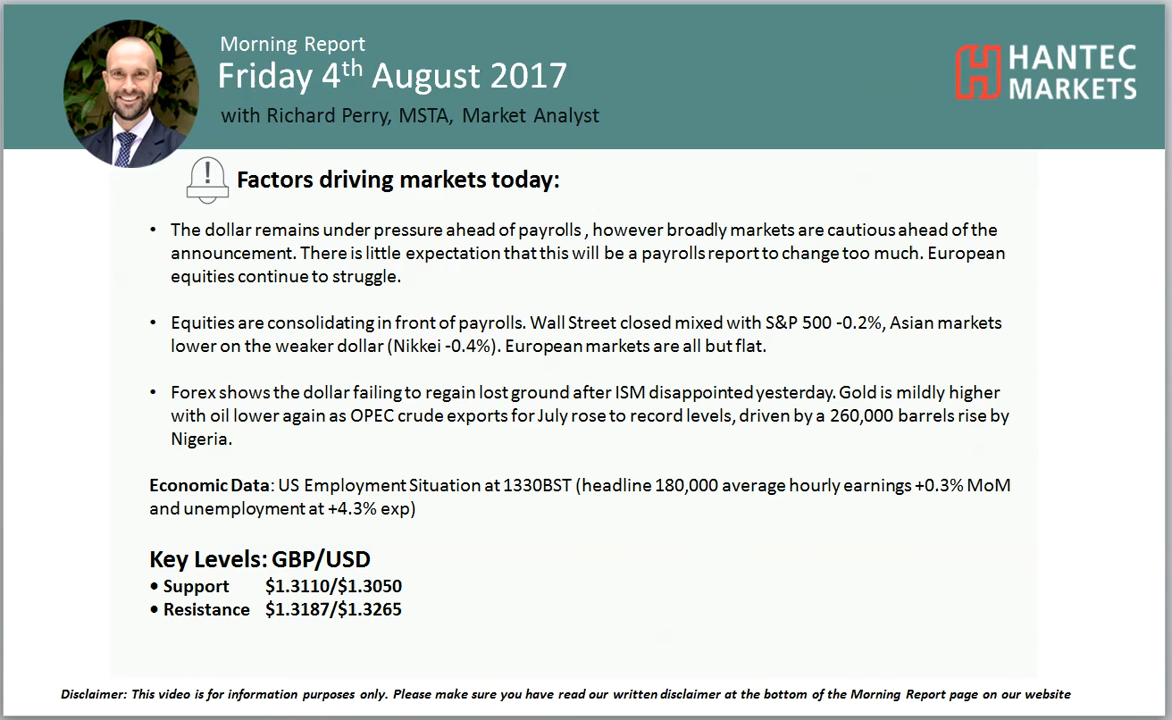 Morning Report
Friday 4th August 2017
with Richard Perry, MSTA, Market Analyst
HANTEC
MARKETS
! Factors driving markets today:
• The dollar remains under pressure ahead of payrolls , however broadly markets are cautious ahead of the
announcement. There is little expectation that this will be a payrolls report to change too much. European
equities continue to struggle.
• Equities are consolidating in front of payrolls. Wall Street closed mixed with S&P 500 -0.2%, Asian markets
lower on the weaker dollar (Nikkei -0.4%). European markets are all but flat.
• Forex shows the dollar failing to regain lost ground after ISM disappointed yesterday. Gold is mildly higher
with oil lower again as OPEC crude exports for July rose to record levels, driven by a 260,000 barrels rise by
Nigeria.
Economic Data: US Employment Situation at 1330BST (headline 180,000 average hourly earnings +0.3% MoM
and unemployment at +4.3% exp)
Key Levels: GBP/USD
• Support $1.3110/$1.3050
• Resistance $1.3187/$1.3265
Disclaimer: This video is for information purposes only. Please make sure you have read our written disclaimer at the bottom of the Morning Report page on our website